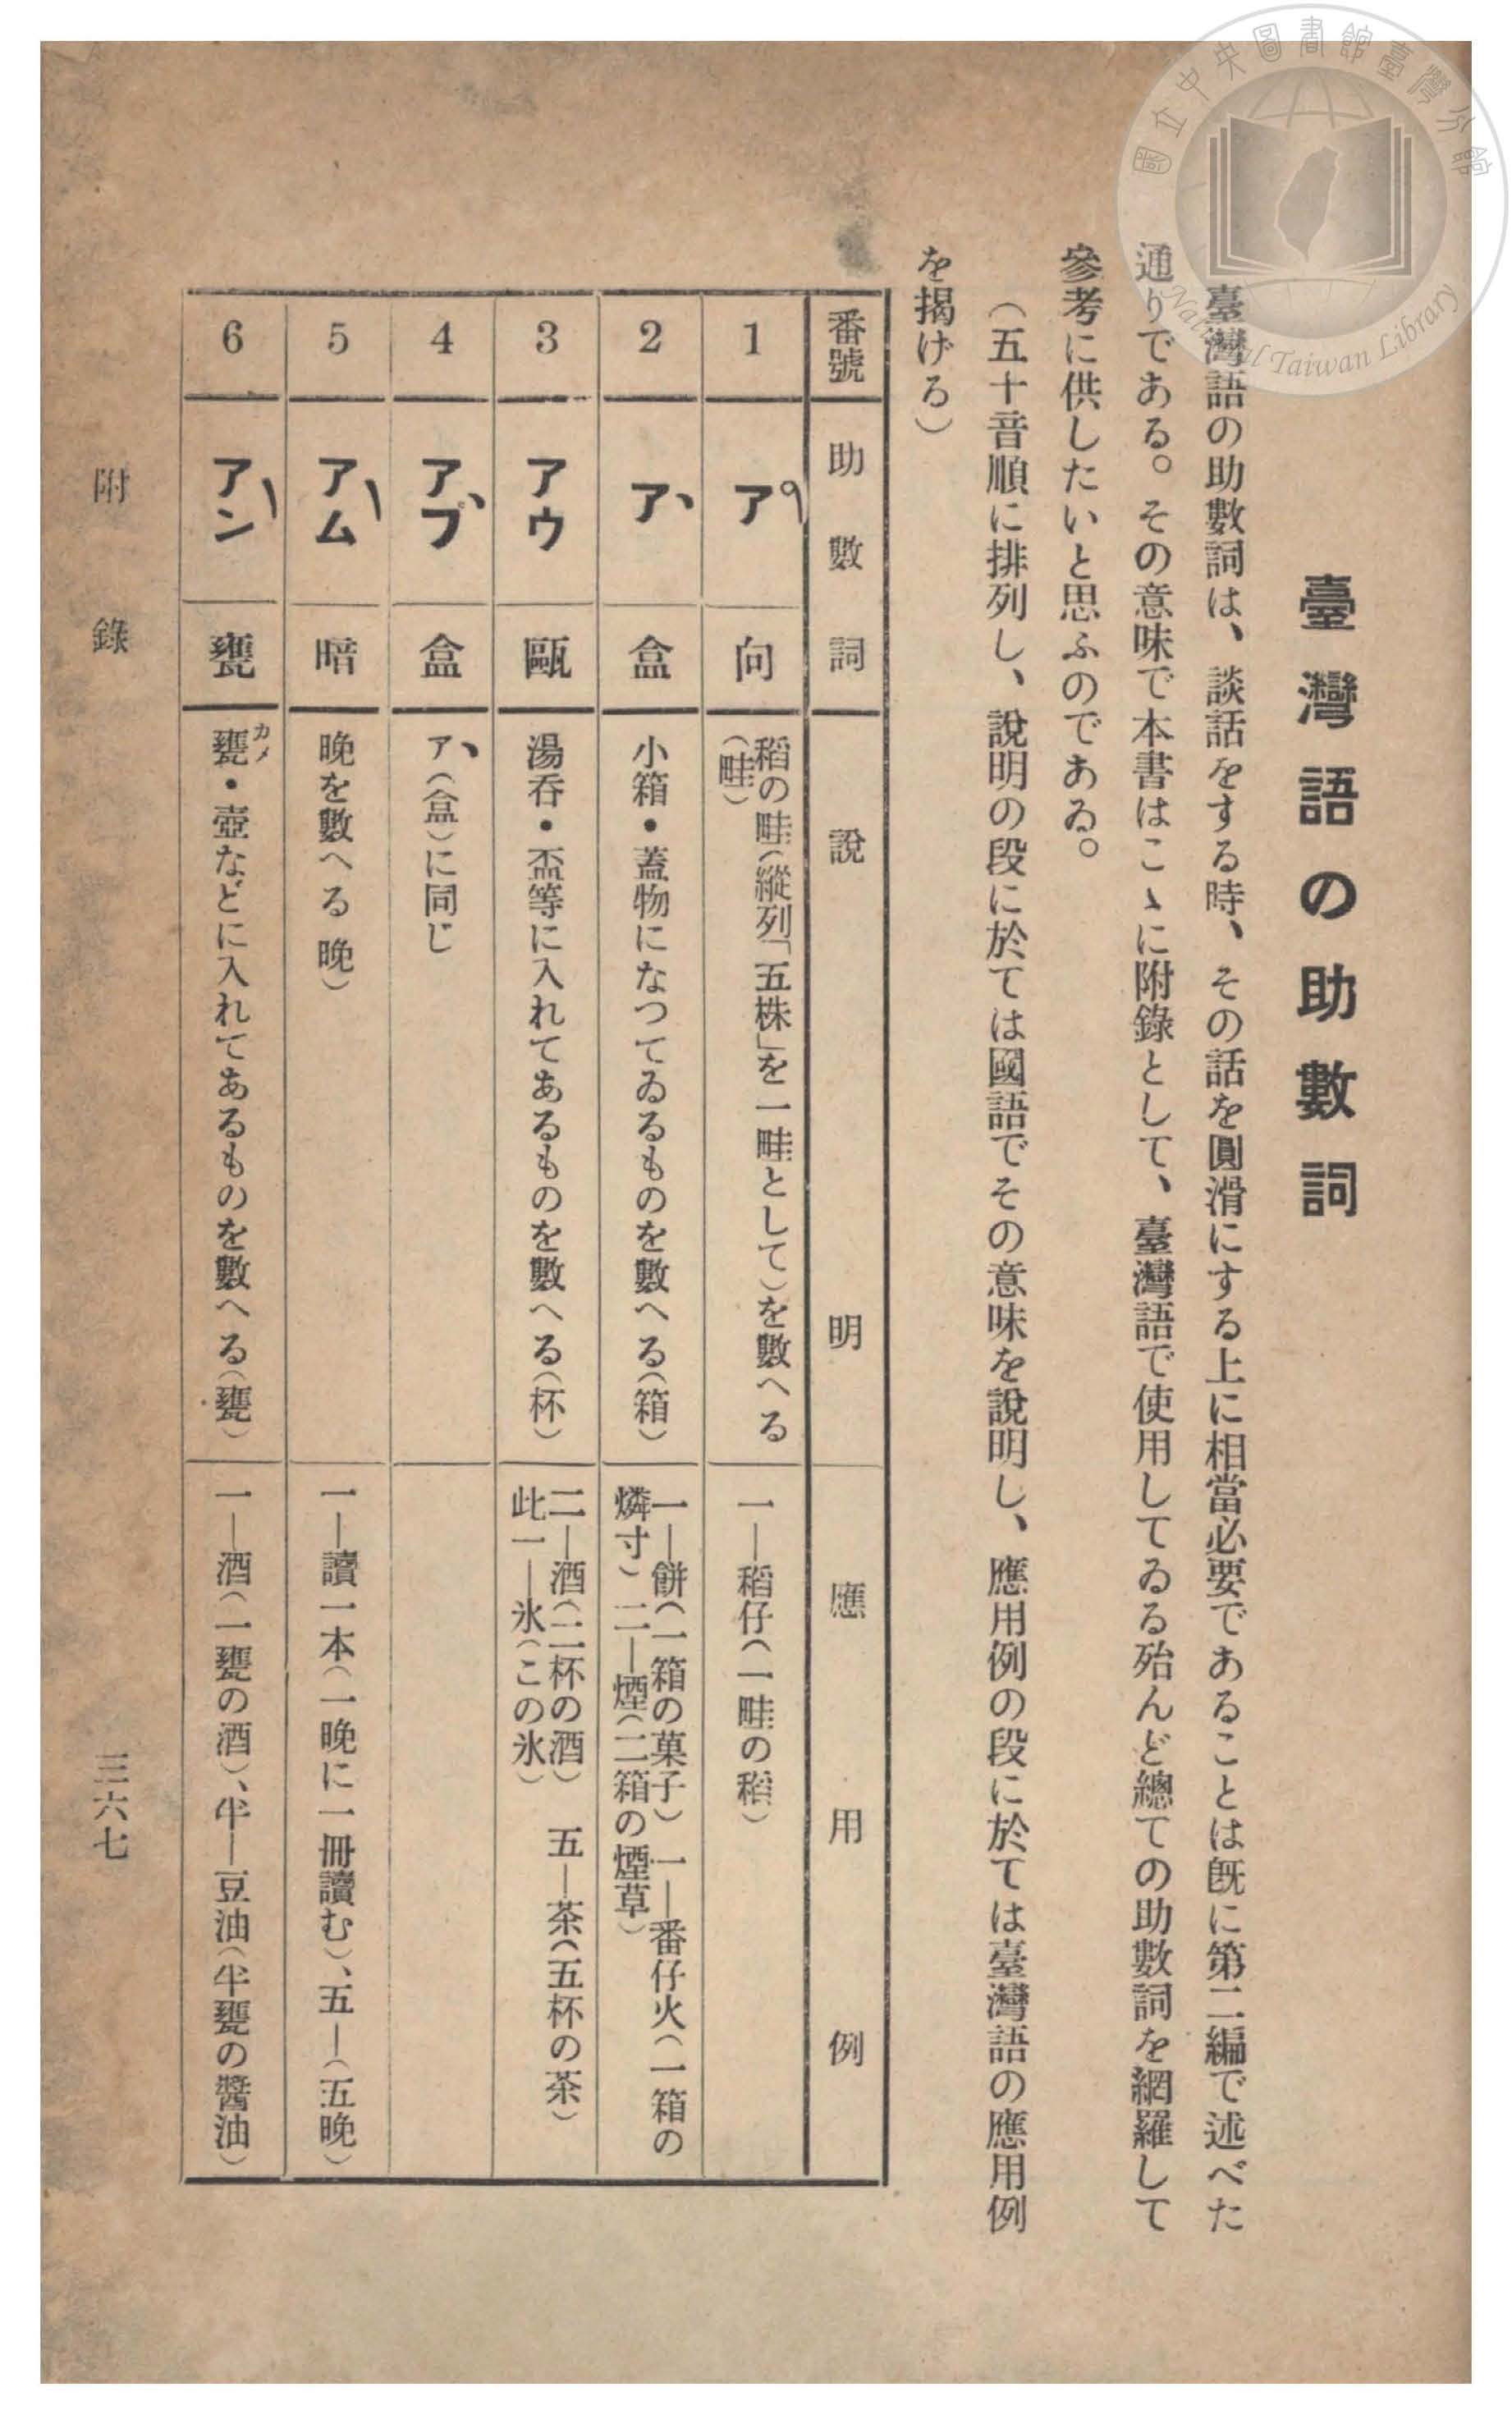 臺灣語の助數詞
臺灣語の助數詞は、談話をする時、その話を圓滑にする上に相當必要であることは既に第二編で述べた
通りである。その意味で本書はこゝに附錄として、臺灣語で使用してゐる殆んど總ての助數詞を網羅して
參考に供したいと思ふのであゐ。
（五十音順に排列し、說明の段に於ては國語でその意味を說明し、應用例の段に於ては臺灣語の應用例
を揭げる）
番號 助數詞 說明 應用例
1 ア 向 稻の畦（縱列「五株」を一畦として）を數へる
（畦） 一―稻仔（一畦の稻）
2 ア 盒 小箱・蓋物になつてゐるものを數へる（箱） 一―餅（一箱の菓子） 一―番仔火（一箱の
燐寸） 二―煙（二箱の煙草）
3 アウ 甌 湯呑・盃等に入れてあるものを數へる（杯） 二―酒（二杯の酒） 五―茶（五杯の茶）
此一―氷（この氷）
4 アプ 盒 ア（盒）に同じ
5 アム 暗 晚を數へる 晚） 一―讀一本（一晚に一冊讀む）、五―（五晚）
6 アン 甕 甕カメ・壺などに入れてあるものを數へる（甕） 一―酒（一甕の酒）、半―豆油（半甕の醬油）
附錄
三六七
國立中央圖書館臺灣分館
National Taiwan Library